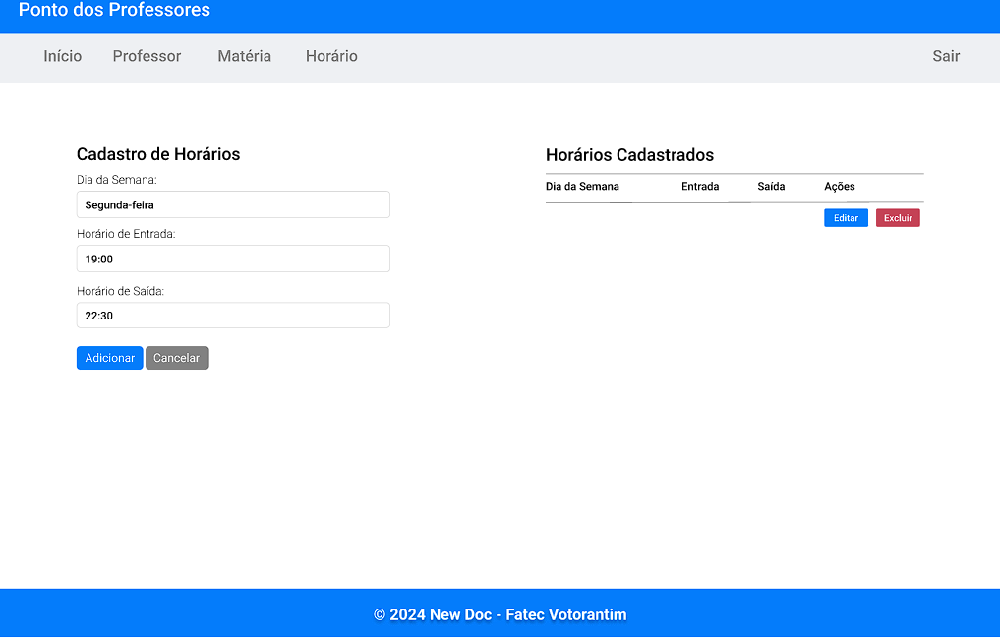 Ponto dos Professores
Início Professor Matéria Horário Sair
Cadastro de Horários
Dia da Semana:
Segunda-feira
Horário de Entrada:
19:00
Horário de Saída:
22:30
Adicionar Cancelar
Horários Cadastrados
Dia da Semana Entrada Saída Ações
Editar Excluir
© 2024 New Doc - Fatec Votorantim